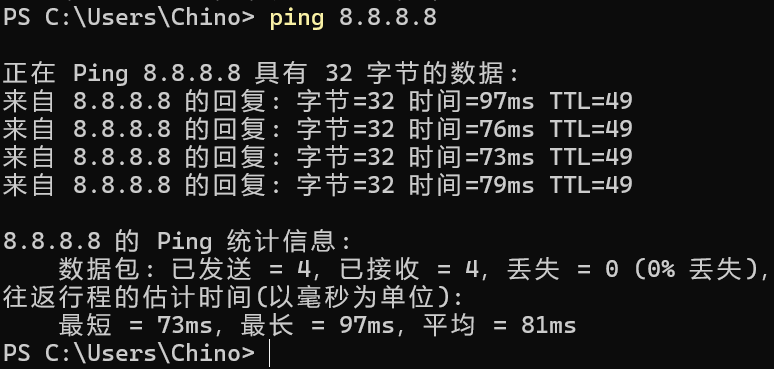 PS C:\Users\Chino> ping 8.8.8.8
正在 Ping 8.8.8.8 具有 32 字节的数据:
来自 8.8.8.8 的回复: 字节=32 时间=97ms TTL=49
来自 8.8.8.8 的回复: 字节=32 时间=76ms TTL=49
来自 8.8.8.8 的回复: 字节=32 时间=73ms TTL=49
来自 8.8.8.8 的回复: 字节=32 时间=79ms TTL=49
8.8.8.8 的 Ping 统计信息:
    数据包: 已发送 = 4，已接收 = 4，丢失 = 0 (0% 丢失)，
往返行程的估计时间(以毫秒为单位):
    最短 = 73ms，最长 = 97ms，平均 = 81ms
PS C:\Users\Chino>